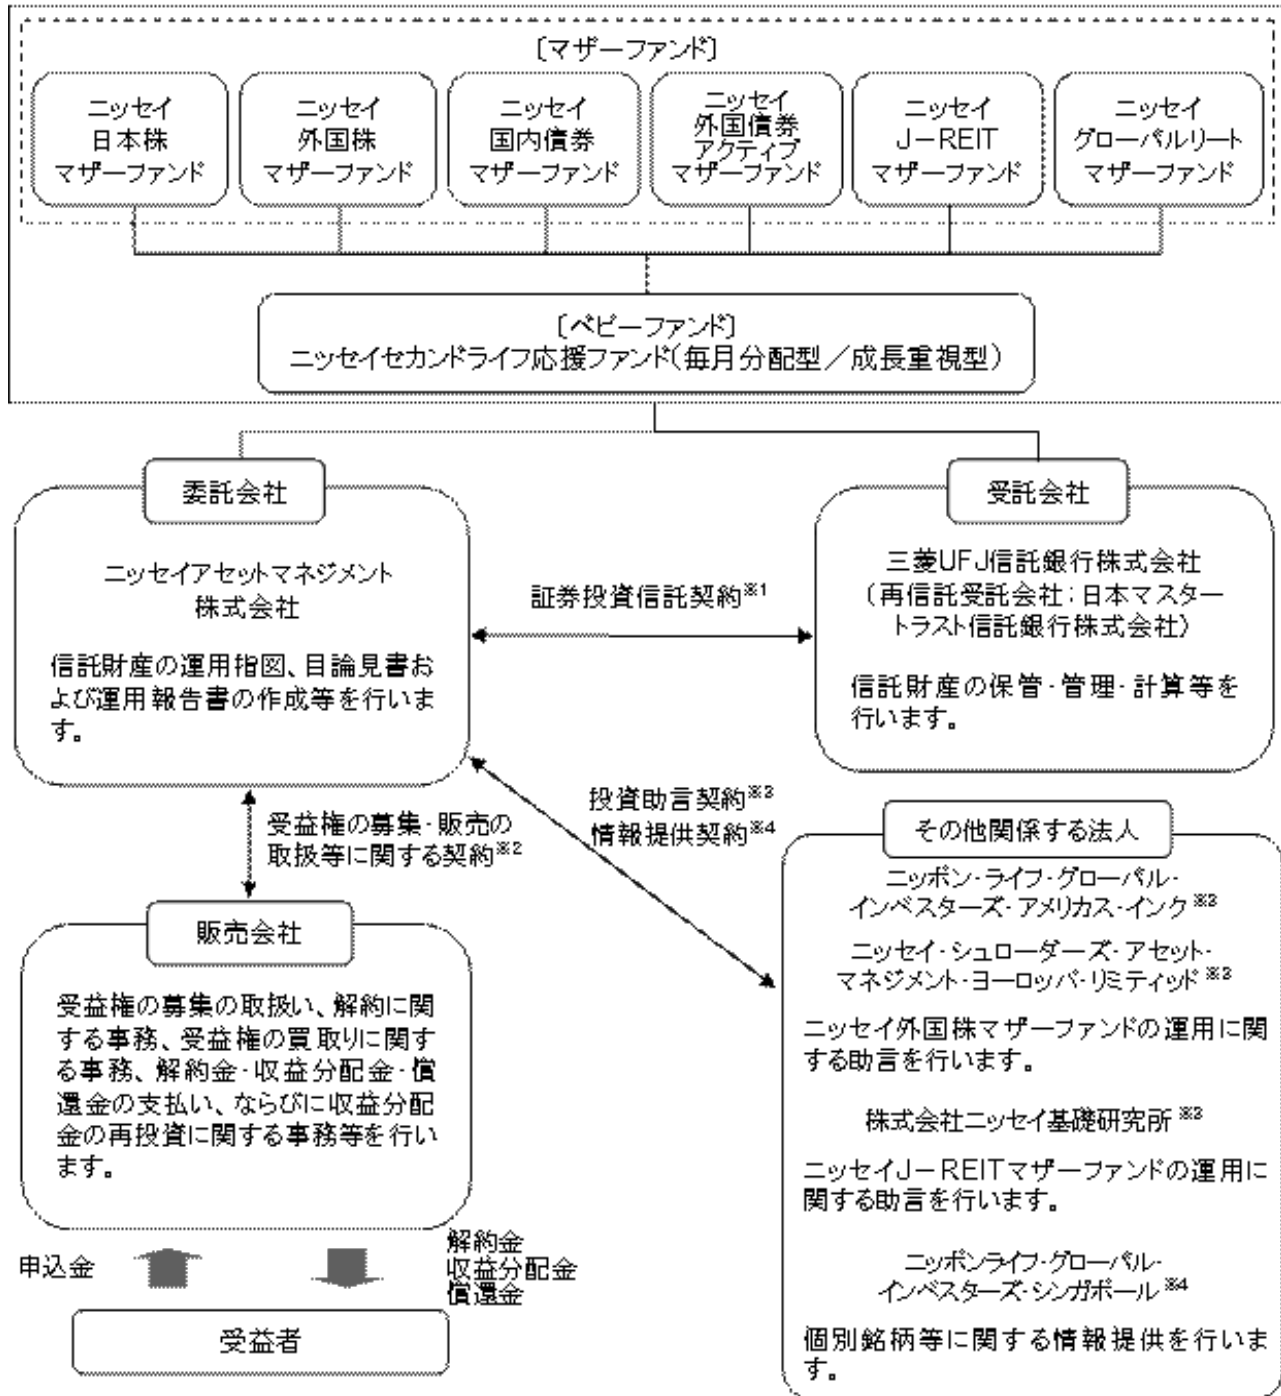 〔マザーファンド〕
ニッセイ
日本株
マザーファンド
ニッセイ
外国株
マザーファンド
ニッセイ
国内債券
マザーファンド
ニッセイ
外国債券
アクティブ
マザーファンド
ニッセイ
J－REIT
マザーファンド
ニッセイ
グローバルリート
マザーファンド
〔ベビーファンド〕
ニッセイセカンドライフ応援ファンド(毎月分配型／成長重視型)
委託会社
ニッセイアセットマネジメント
株式会社
信託財産の運用指図、目論見書お
よび運用報告書の作成等を行いま
す。
証券投資信託契約※1
受託会社
三菱UFJ信託銀行株式会社
(再信託受託会社：日本マスター
トラスト信託銀行株式会社)
信託財産の保管・管理・計算等を
行います。
受益権の募集・販売の
取扱等に関する契約※2
投資助言契約※3
情報提供契約※4
販売会社
受益権の募集の取扱い、解約に関
する事務、受益権の買取りに関す
る事務、解約金・収益分配金・償
還金の支払い、ならびに収益分配
金の再投資に関する事務等を行い
ます。
その他関係する法人
ニッポン・ライフ・グローバル・
インベスターズ・アメリカス・インク※3
ニッセイ・シュローダーズ・アセット・
マネジメント・ヨーロッパ・リミティッド※3
ニッセイ外国株マザーファンドの運用に関
する助言を行います。
株式会社ニッセイ基礎研究所※3
ニッセイJ－REITマザーファンドの運用に
関する助言を行います。
ニッポンライフ・グローバル・
インベスターズ・シンガポール※4
個別銘柄等に関する情報提供を行いま
す。
申込金
解約金
収益分配金
償還金
受益者